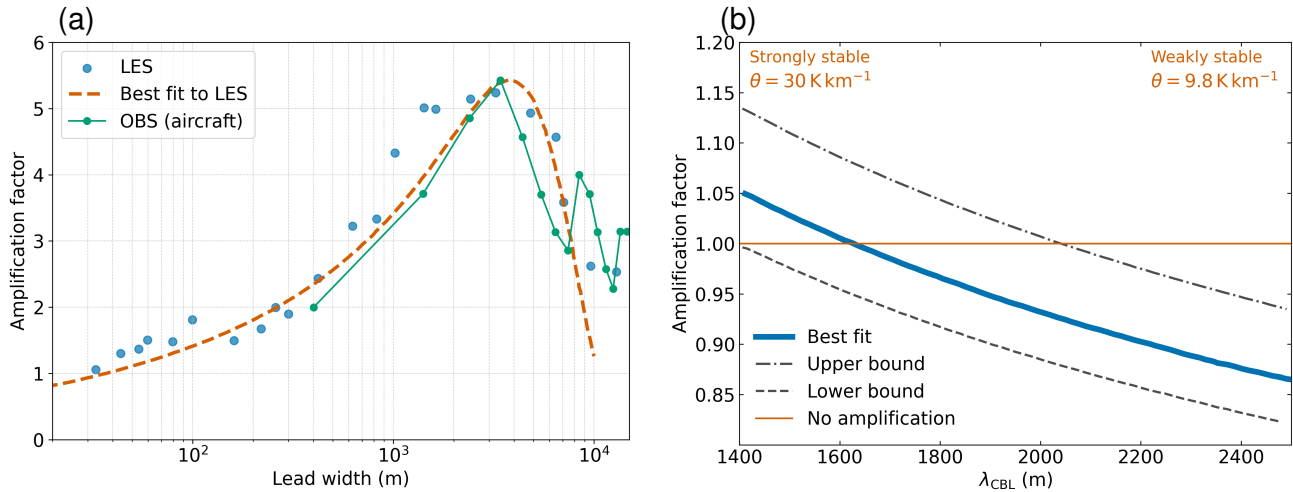 (a)
6
5
4
3
2
1
0
Amplification factor
LES
Best fit to LES
OBS (aircraft)
10²
10³
10⁴
Lead width (m)
(b)
1.20
1.15
1.10
1.05
1.00
0.95
0.90
0.85
Amplification factor
Strongly stable
θ = 30 K km⁻¹
Weakly stable
θ = 9.8 K km⁻¹
Best fit
Upper bound
Lower bound
No amplification
1400
1600
1800
2000
2200
2400
λCBL (m)